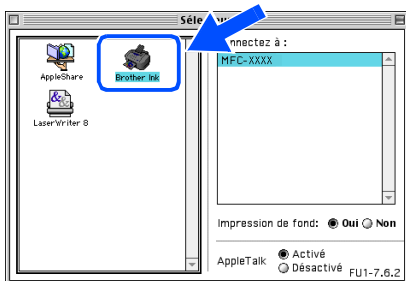 Séle
onnectez à :
MFC-XXXX
AppleShare
Brother Ink
LaserWriter 8
Impression de fond: Oui Non
AppleTalk
Activé
Désactivé
FU1-7.6.2